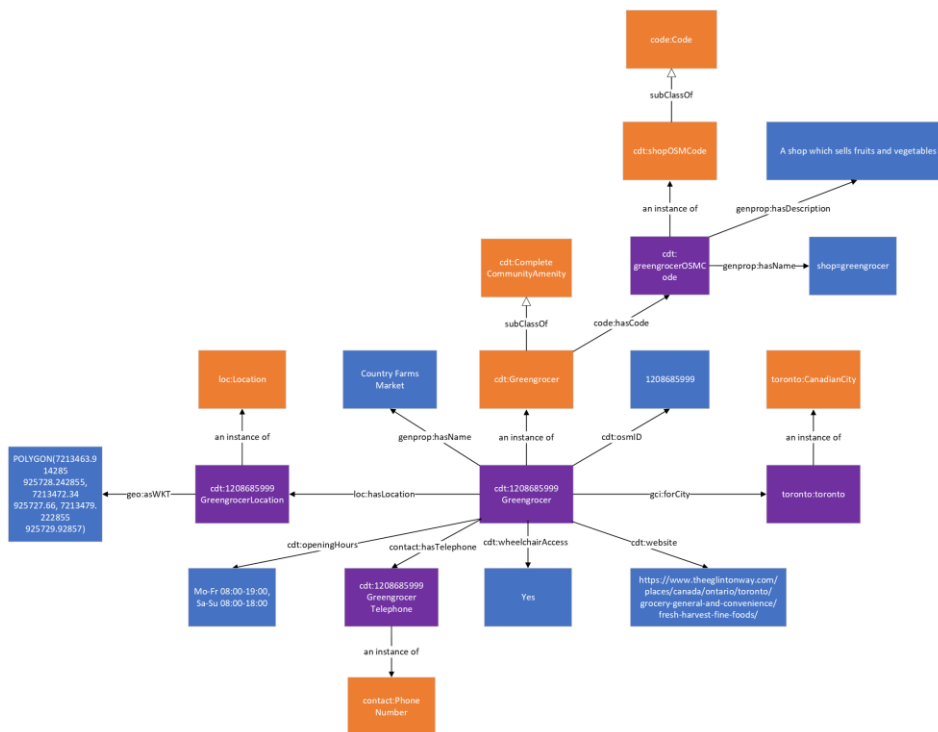 code:Code
subClassOf
cdt:shopOSMCode
A shop which sells fruits and vegetables
an instance of
genprop:hasDescription
cdt:
greengrocerOSMC
ode
genprop:hasName
shop=greengrocer
cdt:Complete
CommunityAmenity
subClassOf
code:hasCode
loc:Location
Country Farms
Market
cdt:Greengrocer
1208685999
toronto:CanadianCity
an instance of
genprop:hasName
an instance of
cdt:osmID
an instance of
POLYGON(7213463.9
14285
925728.242855,
7213472.34
925727.66, 7213479.
222855
925729.92857)
geo:asWKT
cdt:1208685999
GreengrocerLocation
loc:hasLocation
cdt:1208685999
Greengrocer
gci:forCity
toronto:toronto
cdt:openingHours
contact:hasTelephone
cdt:wheelchairAccess
cdt:website
Mo-Fr 08:00-19:00,
Sa-Su 08:00-18:00
cdt:1208685999
Greengrocer
Telephone
Yes
https://www.theeglintonway.com/
places/canada/ontario/toronto/
grocery-general-and-convenience/
fresh-harvest-fine-foods/
an instance of
contact:Phone
Number